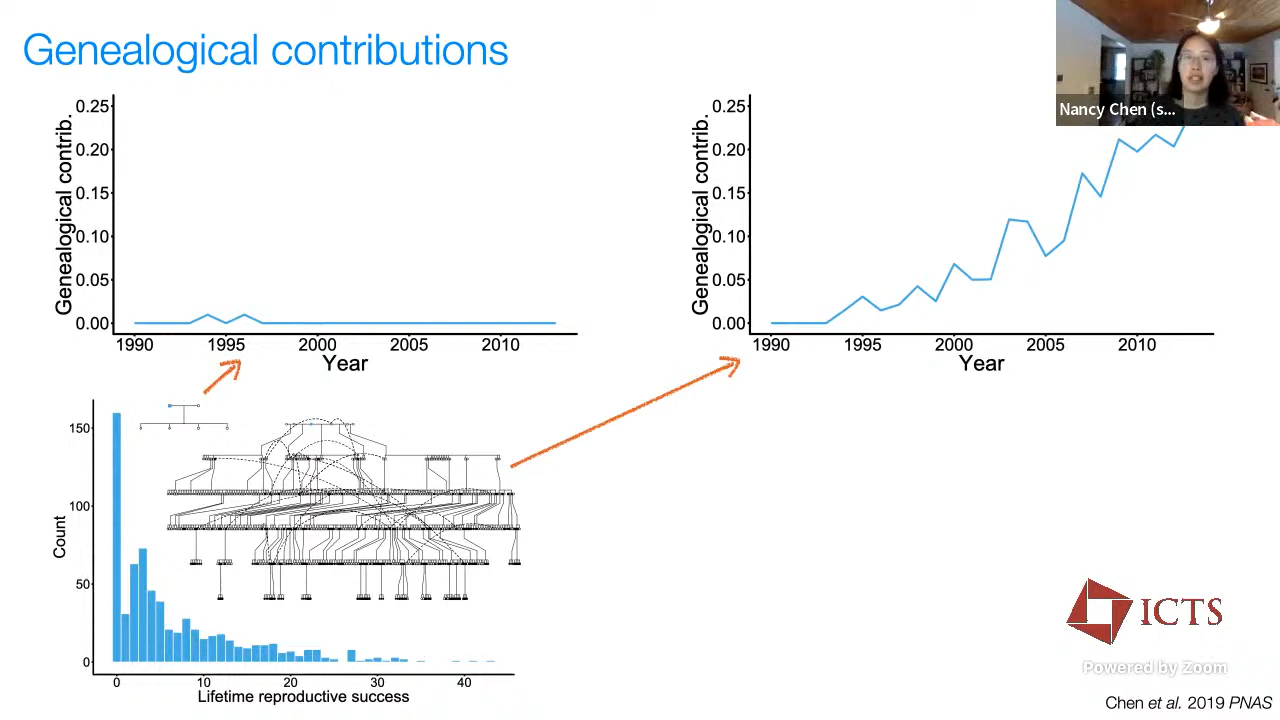 Genealogical contributions
Nancy Chen (s...
Genealogical contrib.
0.25
0.20
0.15
0.10
0.05
0.00
1990 1995 2000 2005 2010
Year
Genealogical contrib.
0.25
0.20
0.15
0.10
0.05
0.00
1990 1995 2000 2005 2010
Year
Count
150
100
50
0
0 10 20 30 40
Lifetime reproductive success
ICTS
Powered by Zoom
Chen et al. 2019 PNAS